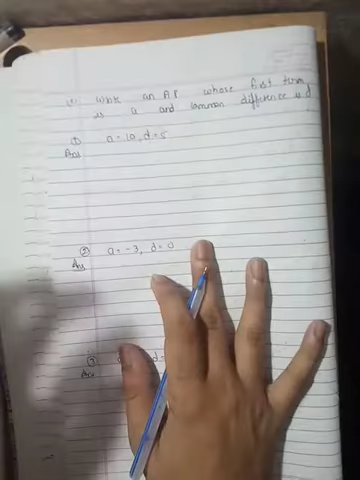 Write an A.P. whose first term
is a and common difference is d
① a = 10, d = 5
Ans
② a = -3, d = 0
Ans
③ d =
Ans